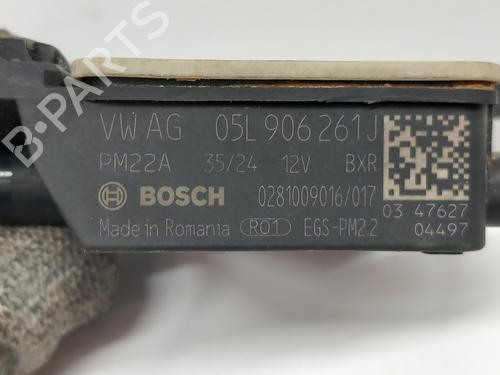 VW AG 05L 906 261 J
PM22A 35/24 12V BXR
BOSCH 0281009016/017
03 47627
Made in Romania R01 EGS-PM2.2
04497